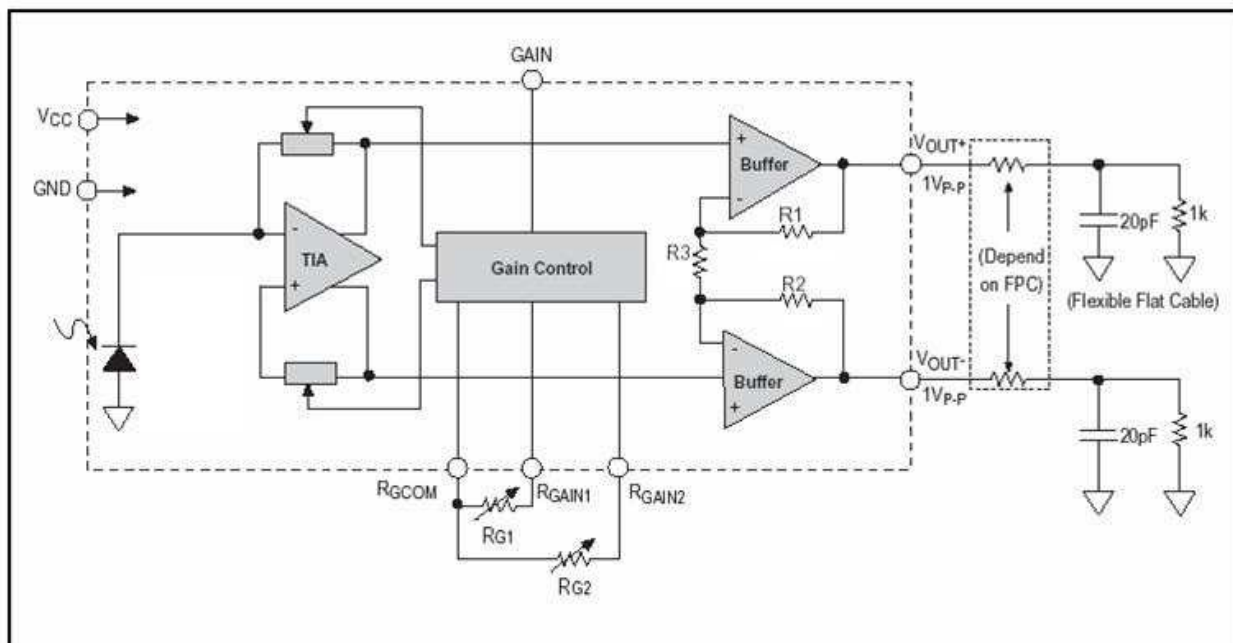 GAIN
VCC
GND
TIA
+
-
Gain Control
+
Buffer
-
R1
R3
R2
-
Buffer
+
VOUT+
1VP-P
(Depend
on FPC)
20pF
1k
(Flexible Flat Cable)
VOUT-
1VP-P
20pF
1k
RGCOM
RGAIN1
RGAIN2
RG1
RG2